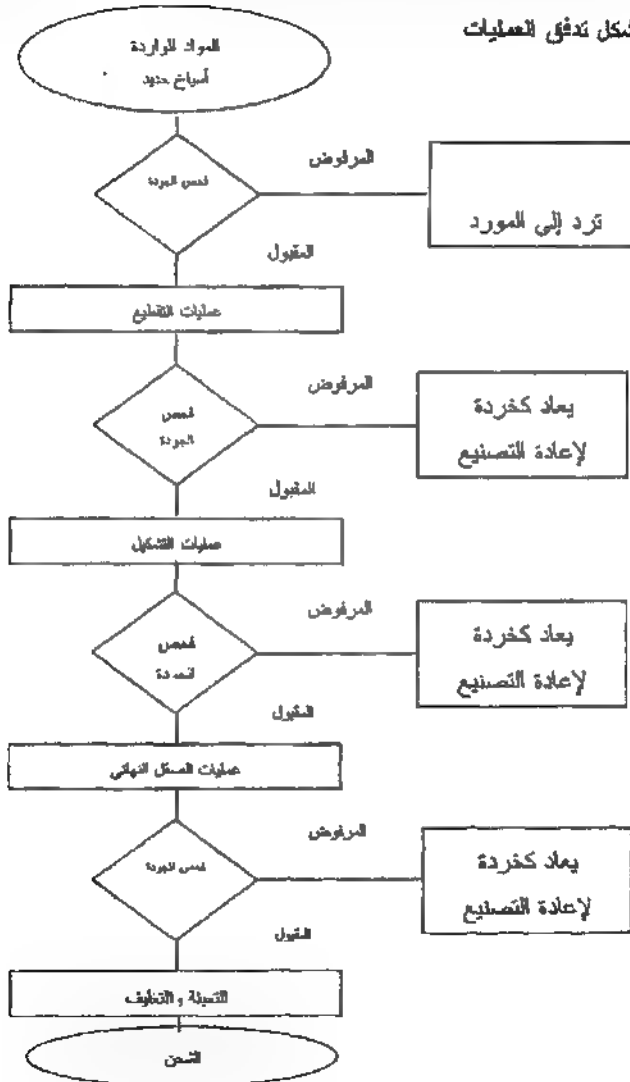 شكل تدفق العمليات
المواد الواردة
أسياخ حديد
فحص الجودة
المرفوض
ترد إلى المورد
المقبول
عمليات التقطيع
فحص
الجودة
المرفوض
يعاد كخردة
لإعادة التصنيع
المقبول
عمليات التشكيل
فحص
الجودة
المرفوض
يعاد كخردة
لإعادة التصنيع
المقبول
عمليات الصقل النهائي
فحص الجودة
المرفوض
يعاد كخردة
لإعادة التصنيع
المقبول
التعبئة والتغليف
الشحن